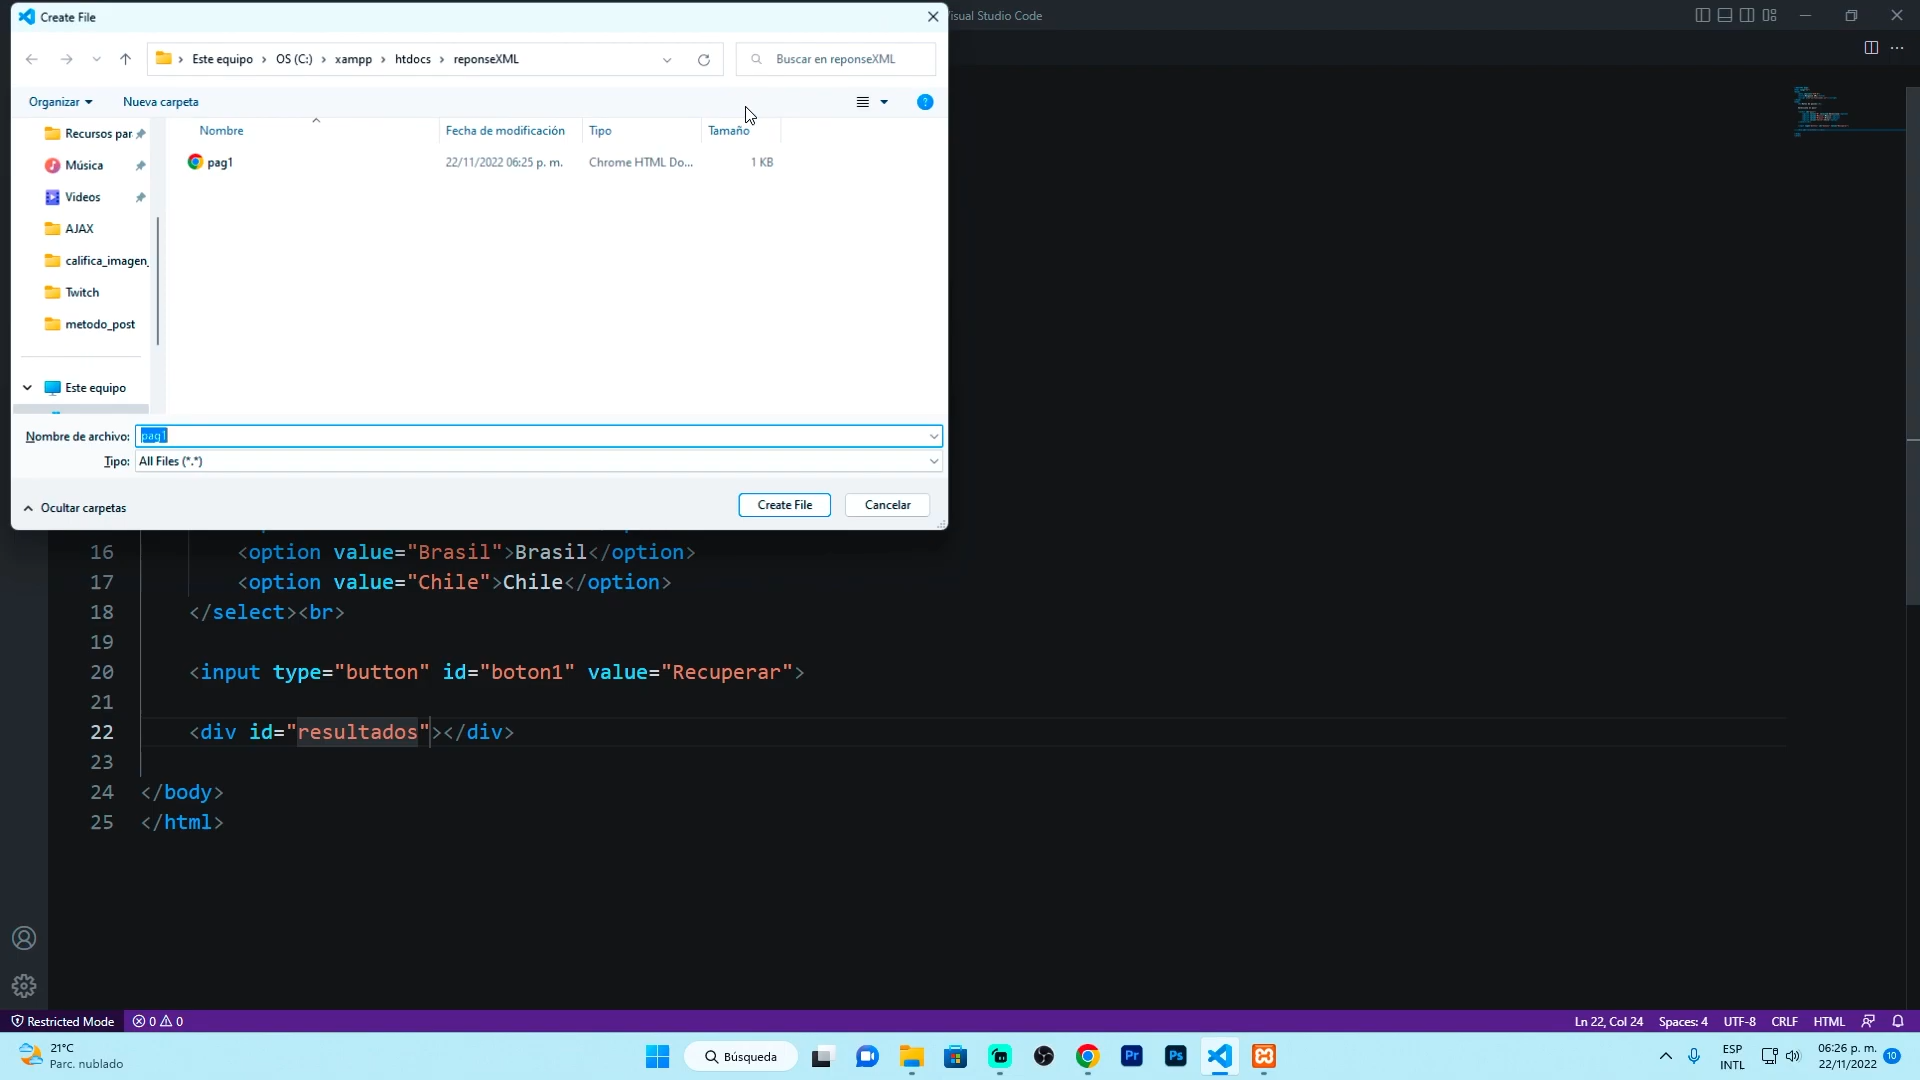 Create File
Visual Studio Code
Este equipo > OS (C:) > xampp > htdocs > reponseXML
Buscar en reponseXML
Organizar
Nueva carpeta
Nombre
Fecha de modificación
Tipo
Tamaño
pag1
22/11/2022 06:25 p. m.
Chrome HTML Do...
1 KB
Recursos par
Música
Videos
AJAX
califica_imagen_
Twitch
metodo_post
Este equipo
Nombre de archivo: pag1
Tipo: All Files (*.*)
Ocultar carpetas
Create File
Cancelar
16 <option value="Brasil">Brasil</option>
17 <option value="Chile">Chile</option>
18 </select><br>
19
20 <input type="button" id="boton1" value="Recuperar">
21
22 <div id="resultados"></div>
23
24 </body>
25 </html>
Restricted Mode
0
0
Ln 22, Col 24
Spaces: 4
UTF-8
CRLF
HTML
21°C
Parc. nublado
Búsqueda
Pr
Ps
ESP
INTL
06:26 p. m.
22/11/2022
10